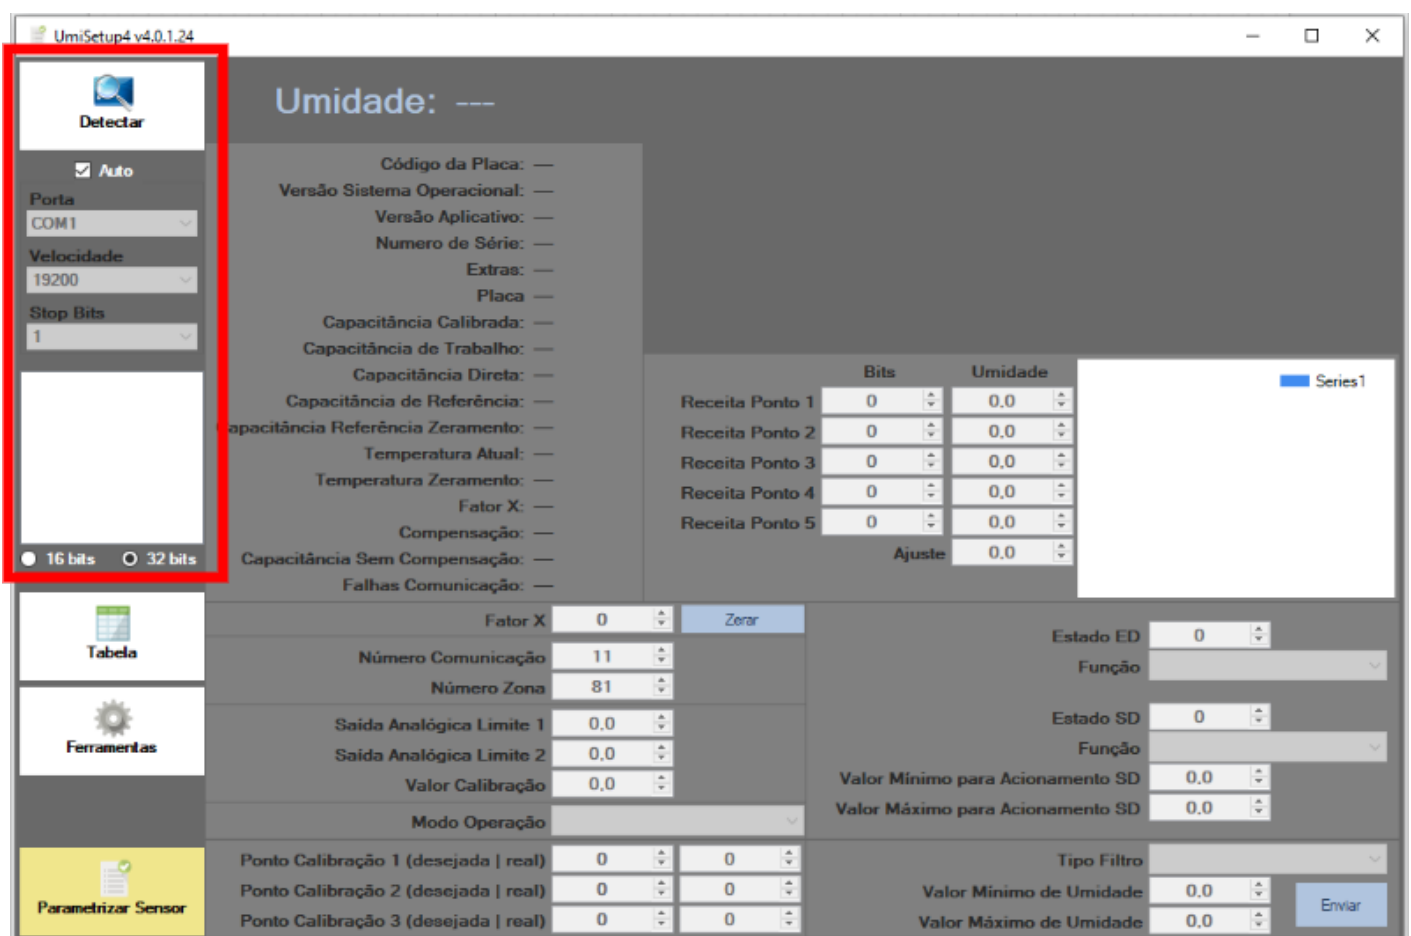 UmiSetup4 v4.0.1.24
Detectar
Auto
Porta
COM1
Velocidade
19200
Stop Bits
1
16 bits 32 bits
Tabela
Ferramentas
Parametrizar Sensor
Umidade: ---
Código da Placa: —
Versão Sistema Operacional: —
Versão Aplicativo: —
Numero de Série: —
Extras: —
Placa —
Capacitância Calibrada: —
Capacitância de Trabalho: —
Capacitância Direta: —
Capacitância de Referência: —
Capacitância Referência Zeramento: —
Temperatura Atual: —
Temperatura Zeramento: —
Fator X: —
Compensação: —
Capacitância Sem Compensação: —
Falhas Comunicação: —
Bits Umidade
Receita Ponto 1 0 0,0
Receita Ponto 2 0 0,0
Receita Ponto 3 0 0,0
Receita Ponto 4 0 0,0
Receita Ponto 5 0 0,0
Ajuste 0,0
Series1
Fator X 0 Zerar
Número Comunicação 11
Número Zona 81
Saída Analógica Limite 1 0,0
Saída Analógica Limite 2 0,0
Valor Calibração 0,0
Modo Operação
Estado ED 0
Função
Estado SD 0
Função
Valor Mínimo para Acionamento SD 0,0
Valor Máximo para Acionamento SD 0,0
Ponto Calibração 1 (desejada | real) 0 0
Ponto Calibração 2 (desejada | real) 0 0
Ponto Calibração 3 (desejada | real) 0 0
Tipo Filtro
Valor Mínimo de Umidade 0,0
Valor Máximo de Umidade 0,0
Enviar